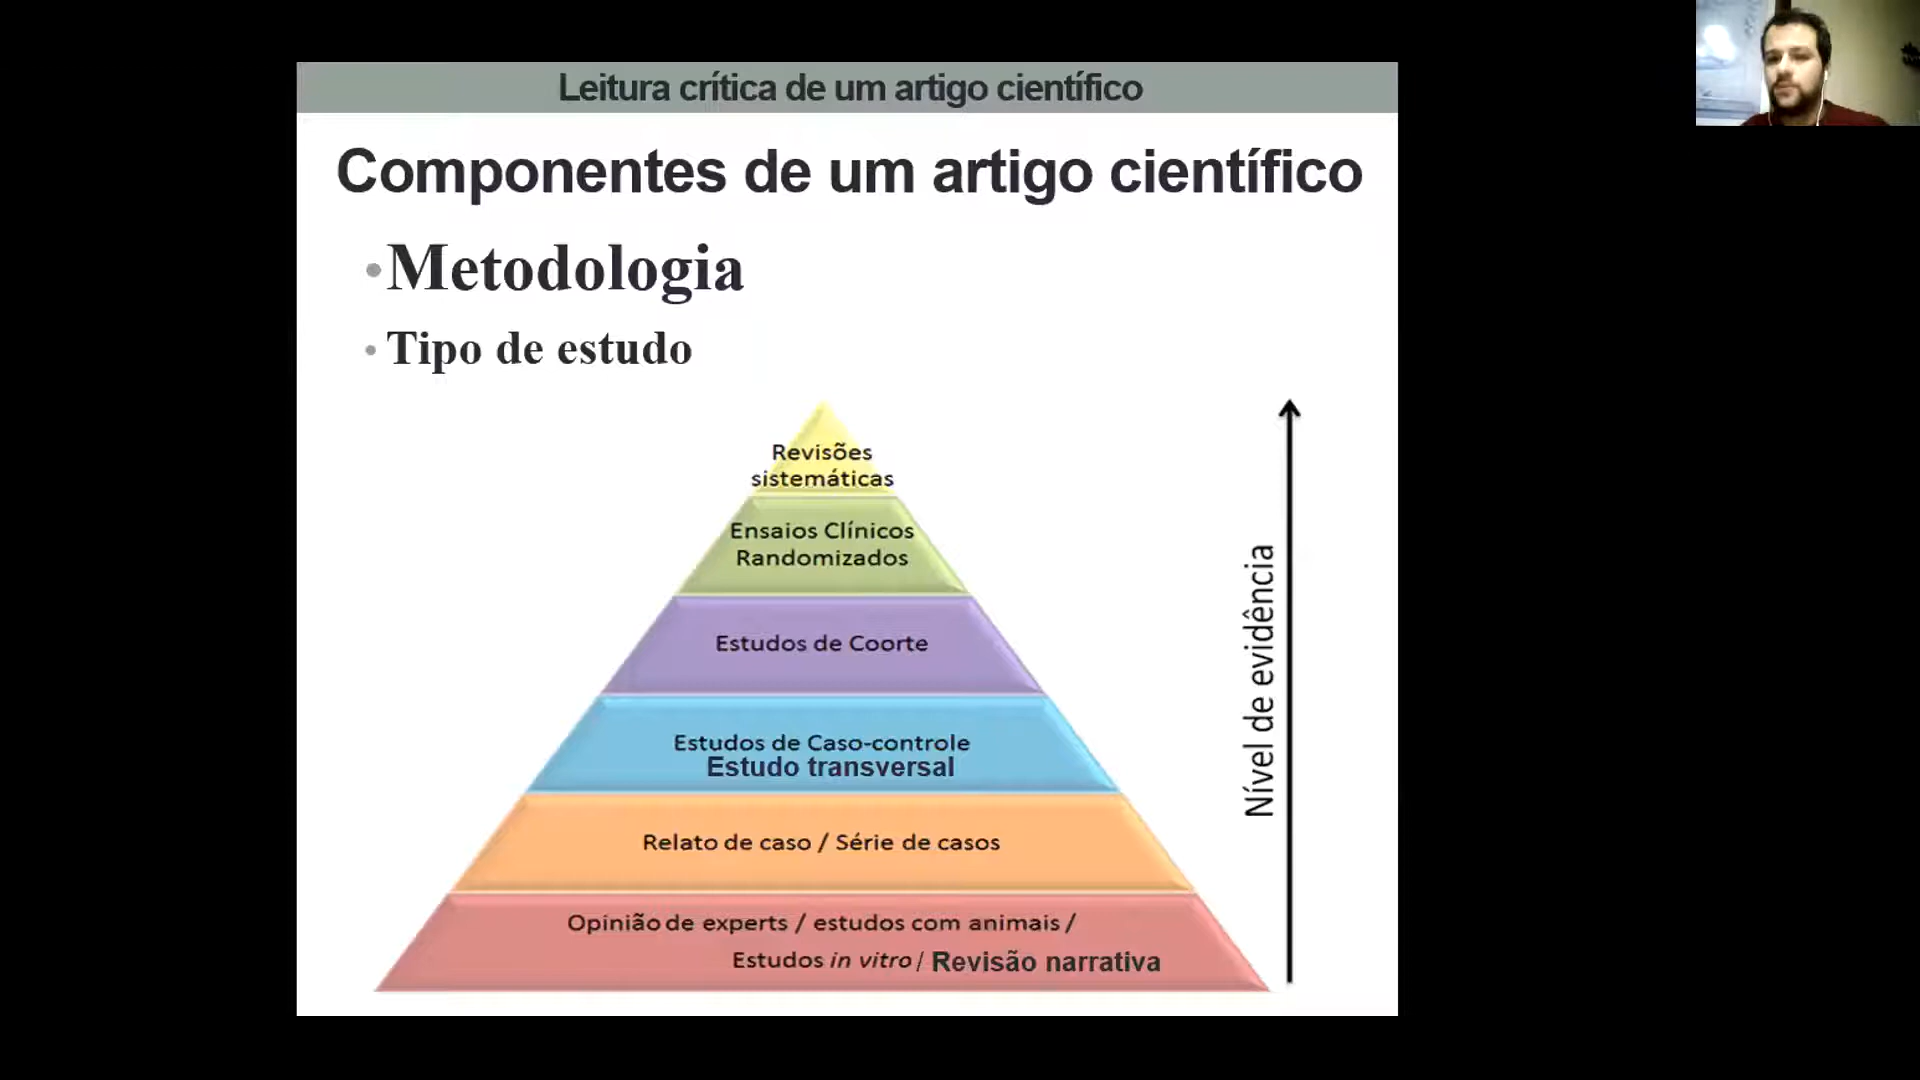 Leitura crítica de um artigo científico
Componentes de um artigo científico
•Metodologia
• Tipo de estudo
Revisões
sistemáticas
Ensaios Clínicos
Randomizados
Estudos de Coorte
Estudos de Caso-controle
Estudo transversal
Relato de caso / Série de casos
Opinião de experts / estudos com animais /
Estudos in vitro / Revisão narrativa
Nível de evidência